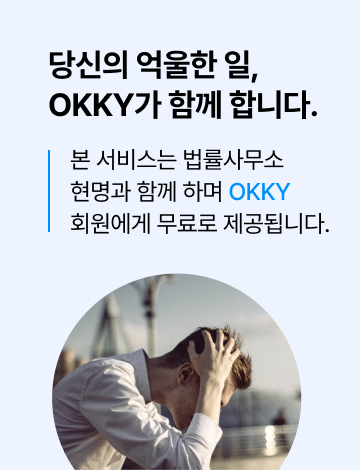 당신의 억울한 일,
OKKY가 함께 합니다.
본 서비스는 법률사무소
현명과 함께 하며 OKKY
회원에게 무료로 제공됩니다.